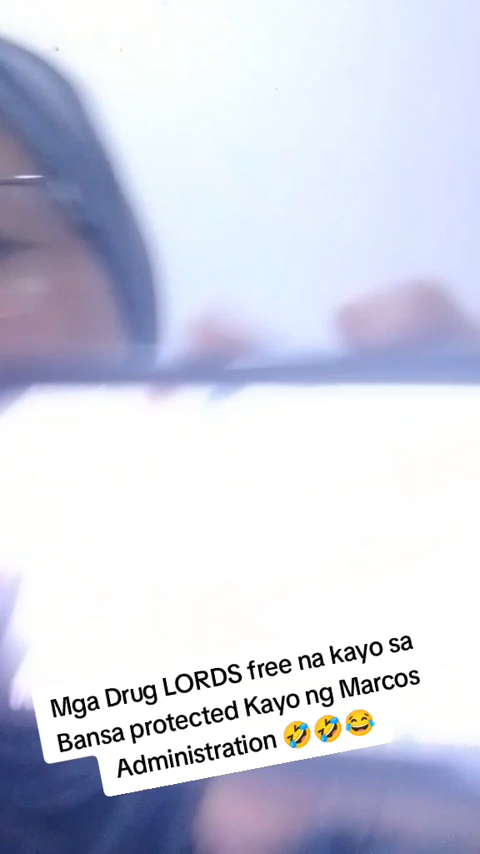 Mga Drug LORDS free na kayo sa
Bansa protected Kayo ng Marcos
Administration 🤣🤣😂